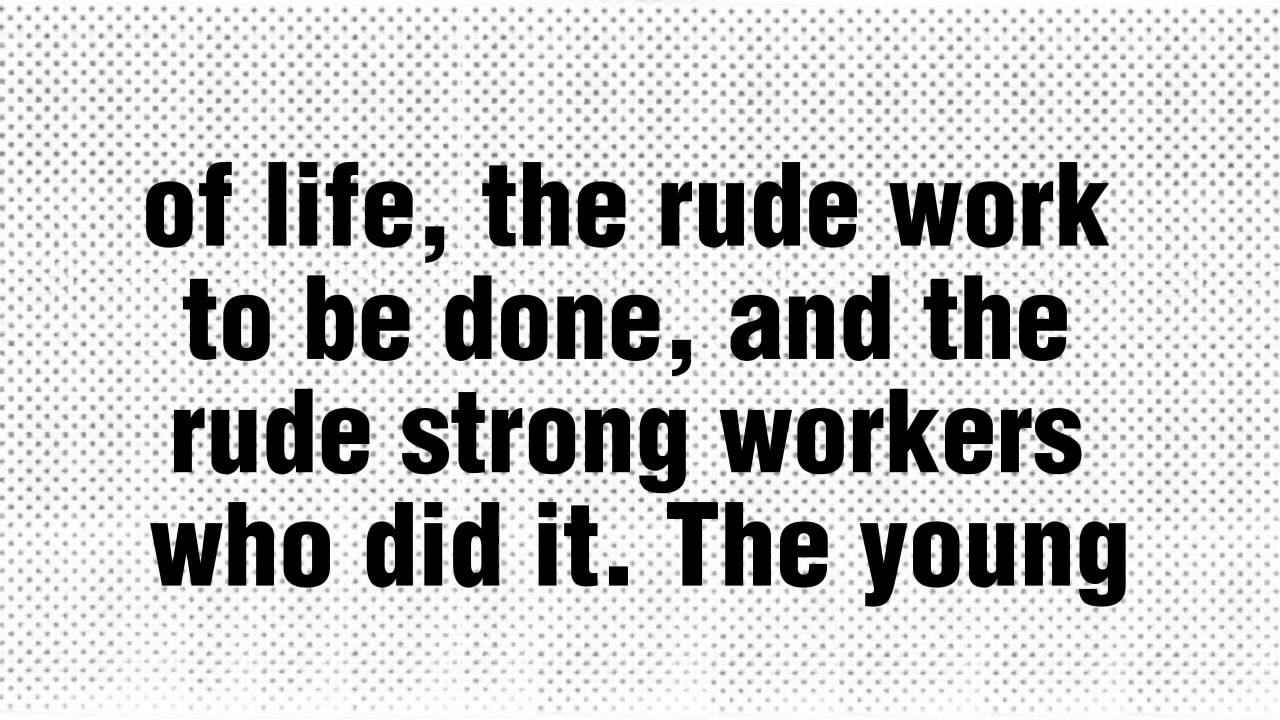 of life, the rude work
to be done, and the
rude strong workers
who did it. The young